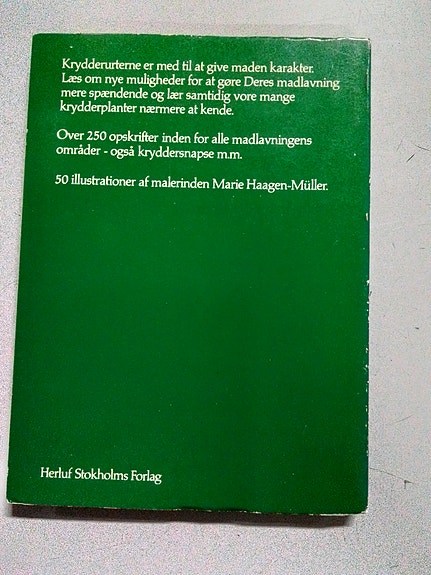 Krydderurterne er med til at give maden karakter.
Læs om nye muligheder for at gøre Deres madlavning
mere spændende og lær samtidig vore mange
krydderplanter nærmere at kende.
Over 250 opskrifter inden for alle madlavningens
områder - også kryddersnapse m.m.
50 illustrationer af malerinden Marie Haagen-Müller.
Herluf Stokholms Forlag